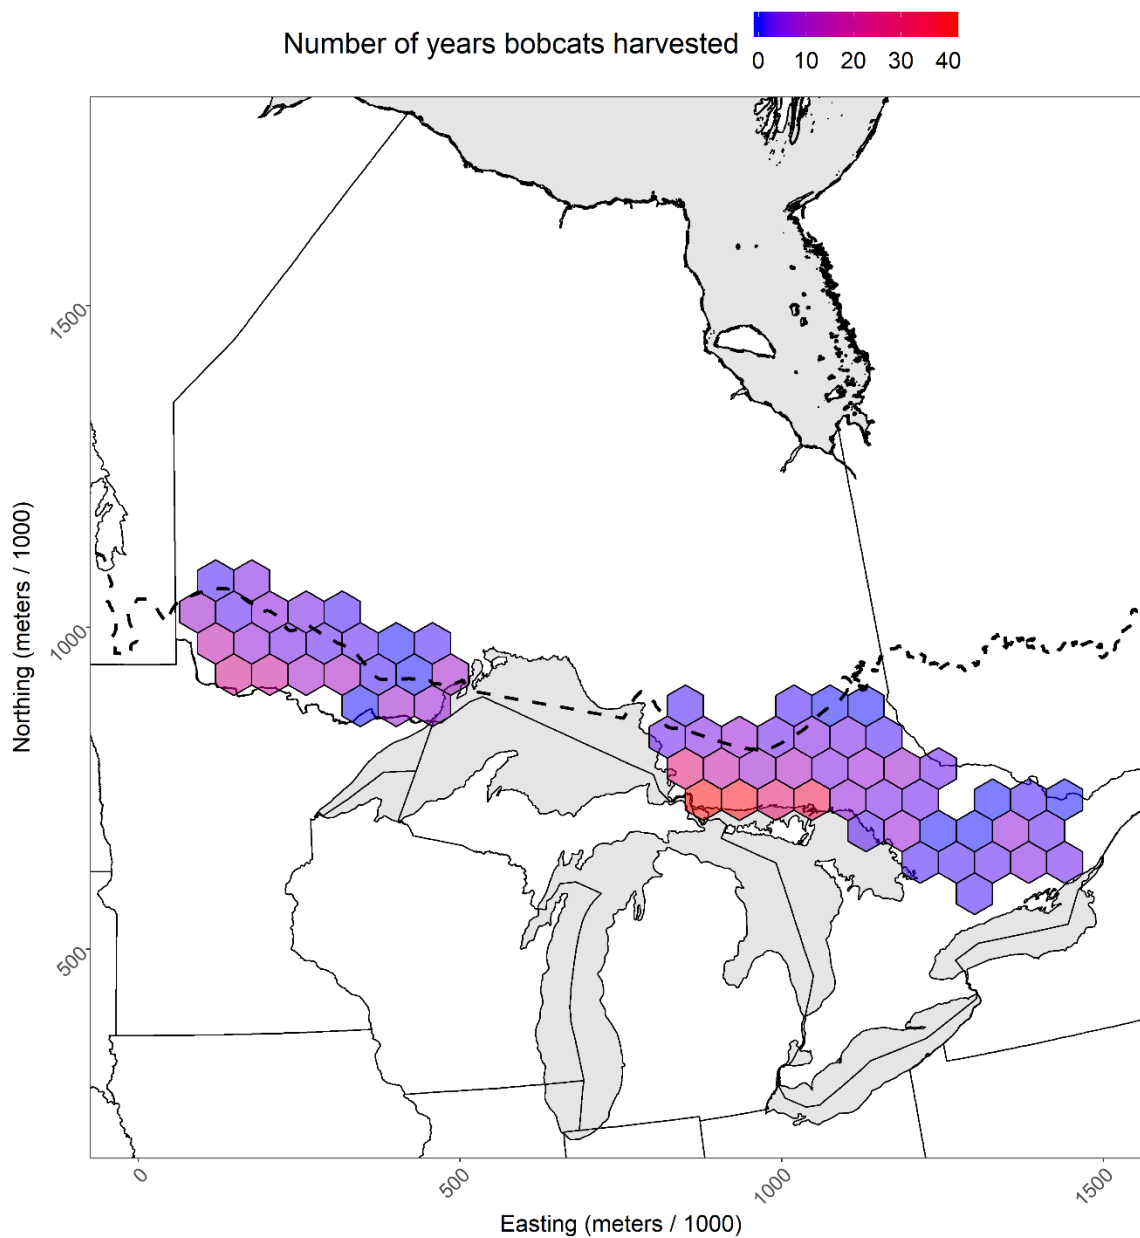 Number of years bobcats harvested
0 10 20 30 40
Northing (meters / 1000)
1500
1000
500
0 500 1000 1500
Easting (meters / 1000)